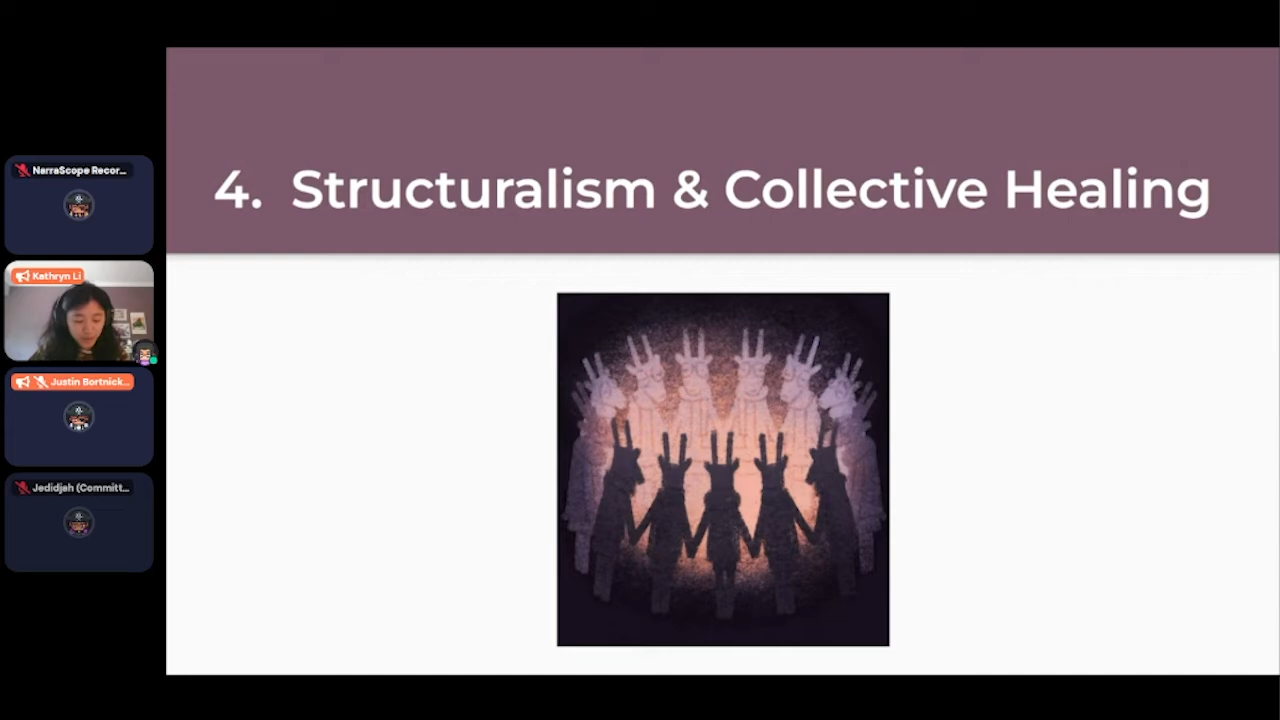 NarraScope Recor...
Kathryn Li
Justin Bortnick...
Jedidjah (Committ...
4. Structuralism & Collective Healing